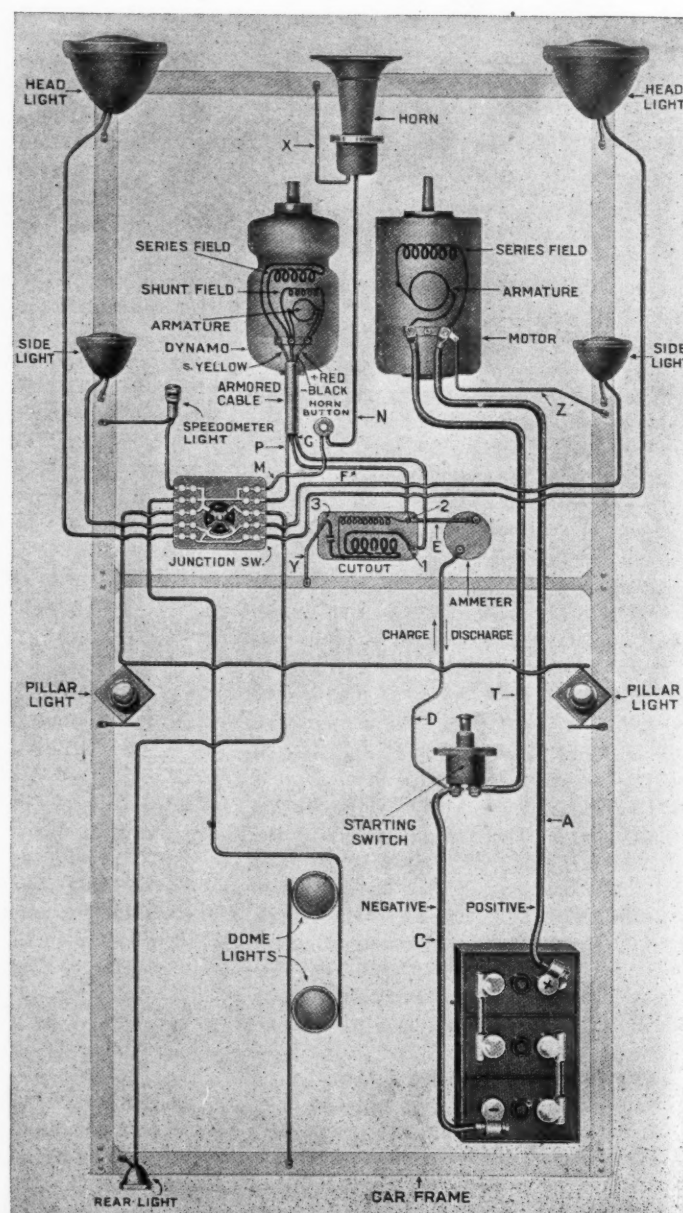 HEAD
LIGHT
HORN
HEAD
LIGHT
X
SERIES FIELD
SHUNT FIELD
ARMATURE
DYNAMO
SERIES FIELD
ARMATURE
MOTOR
SIDE
LIGHT
SIDE
LIGHT
S. YELLOW
+RED
-BLACK
ARMORED
CABLE
HORN
BUTTON
N
Z
SPEEDOMETER
LIGHT
P
G
M
F
3
2
E
1
Y
JUNCTION SW.
CUTOUT
AMMETER
CHARGE
DISCHARGE
PILLAR
LIGHT
PILLAR
LIGHT
T
D
STARTING
SWITCH
A
NEGATIVE
POSITIVE
C
DOME
LIGHTS
+
-
REAR-LIGHT
CAR FRAME